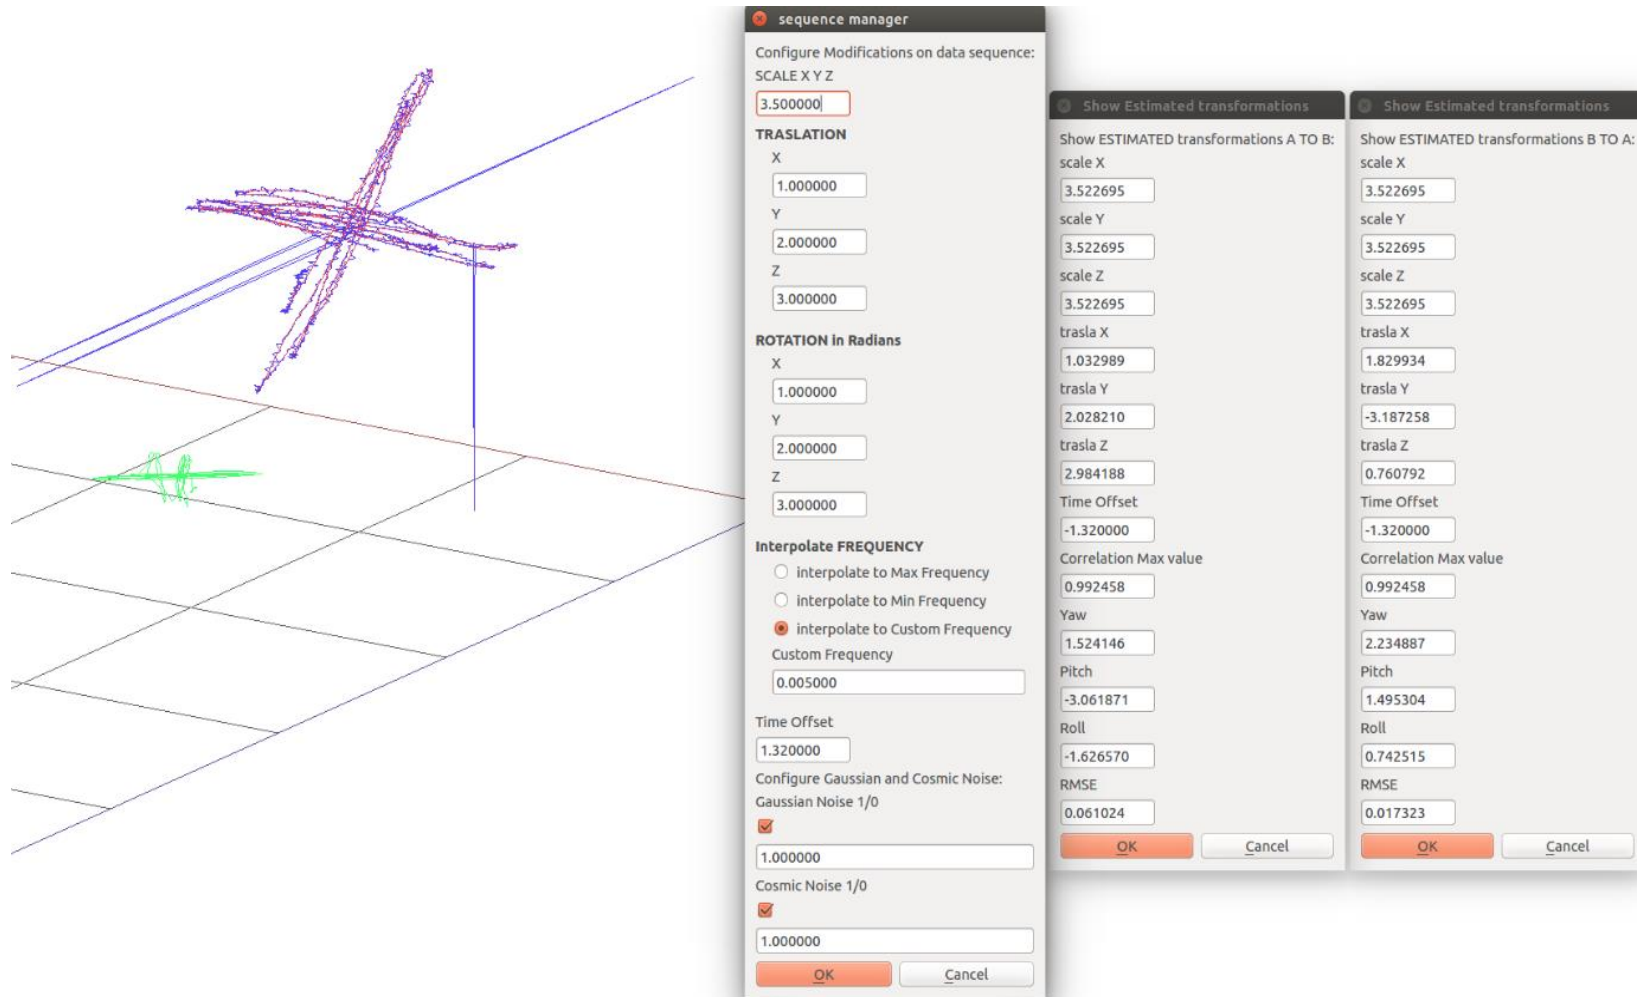 sequence manager
Configure Modifications on data sequence:
SCALE X Y Z
3.500000
TRASLATION
X
1.000000
Y
2.000000
Z
3.000000
ROTATION in Radians
X
1.000000
Y
2.000000
Z
3.000000
Interpolate FREQUENCY
interpolate to Max Frequency
interpolate to Min Frequency
interpolate to Custom Frequency
Custom Frequency
0.005000
Time Offset
1.320000
Configure Gaussian and Cosmic Noise:
Gaussian Noise 1/0
1.000000
Cosmic Noise 1/0
1.000000
OK Cancel
Show Estimated transformations
Show ESTIMATED transformations A TO B:
scale X
3.522695
scale Y
3.522695
scale Z
3.522695
trasla X
1.032989
trasla Y
2.028210
trasla Z
2.984188
Time Offset
-1.320000
Correlation Max value
0.992458
Yaw
1.524146
Pitch
-3.061871
Roll
-1.626570
RMSE
0.061024
OK Cancel
Show Estimated transformations
Show ESTIMATED transformations B TO A:
scale X
3.522695
scale Y
3.522695
scale Z
3.522695
trasla X
1.829934
trasla Y
-3.187258
trasla Z
0.760792
Time Offset
-1.320000
Correlation Max value
0.992458
Yaw
2.234887
Pitch
1.495304
Roll
0.742515
RMSE
0.017323
OK Cancel